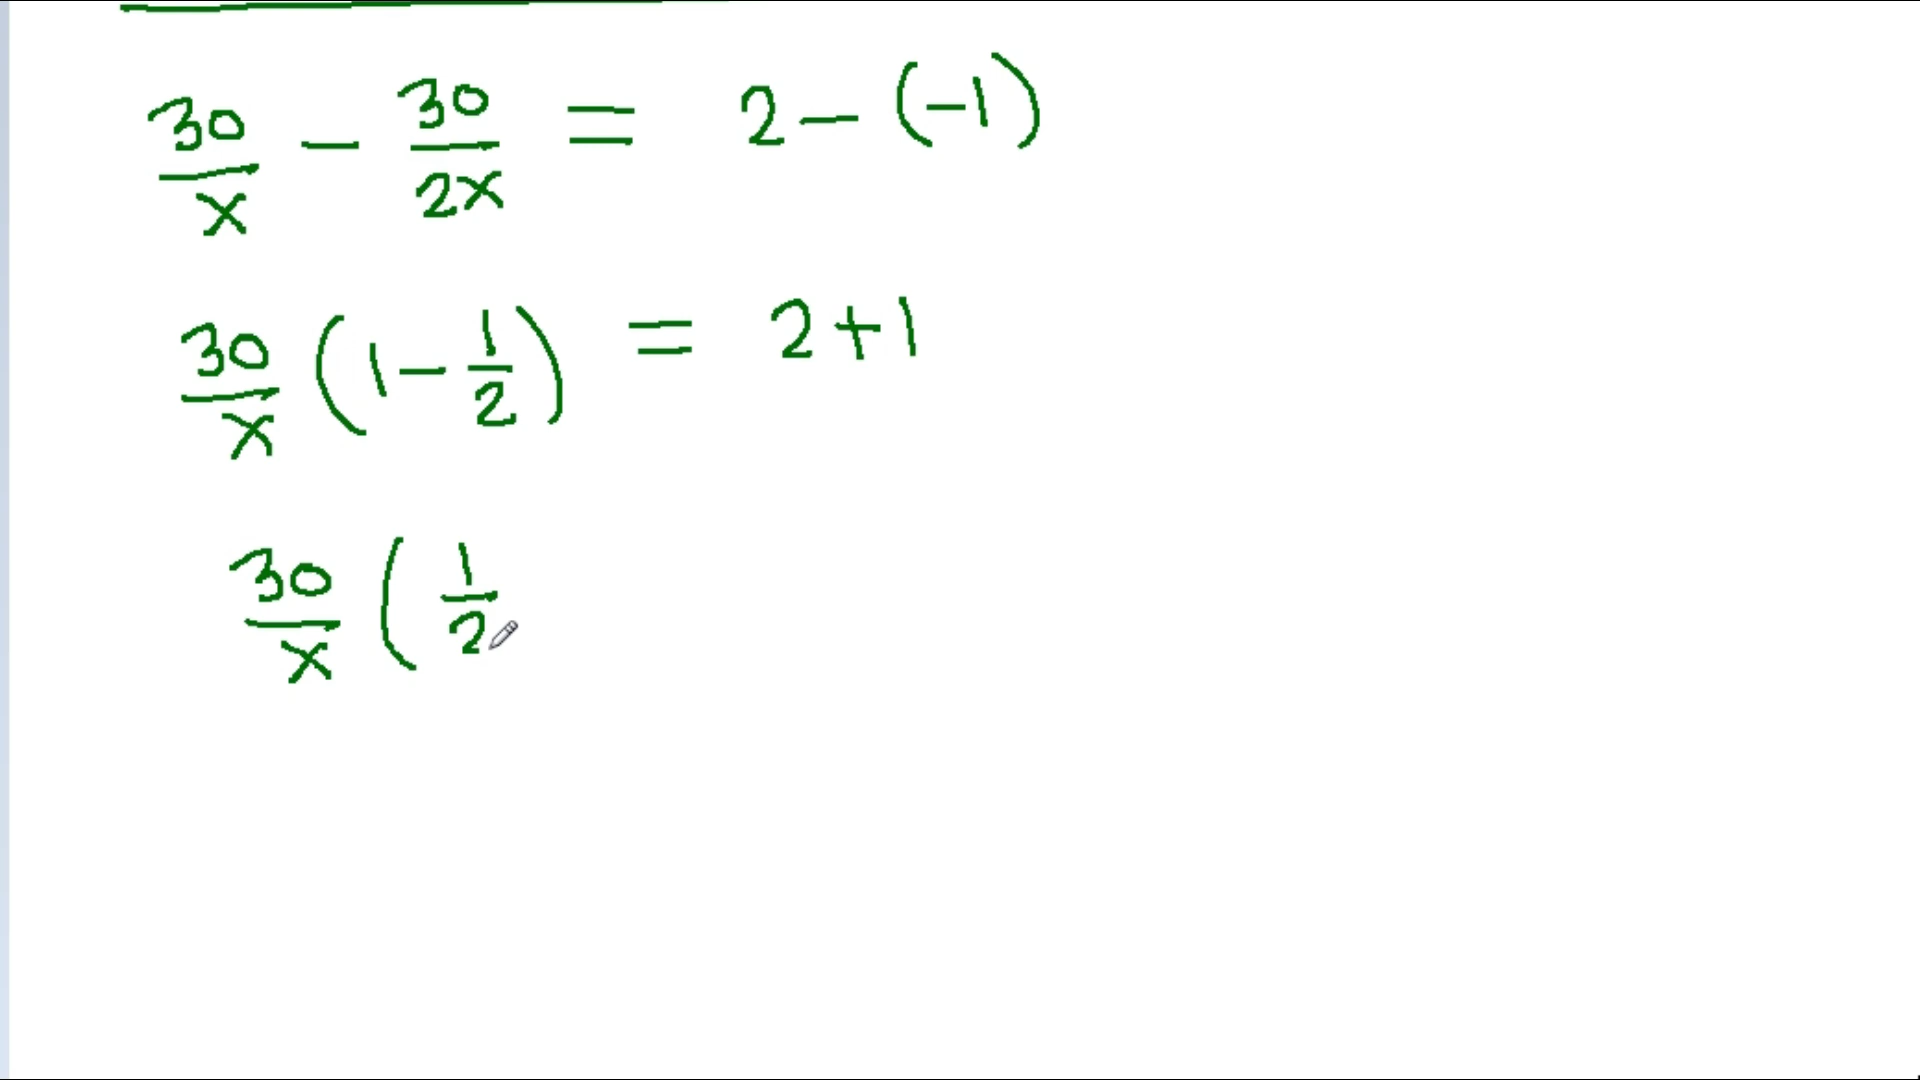 30/x - 30/2x = 2 - (-1)
30/x (1 - 1/2) = 2 + 1
30/x ( 1/2